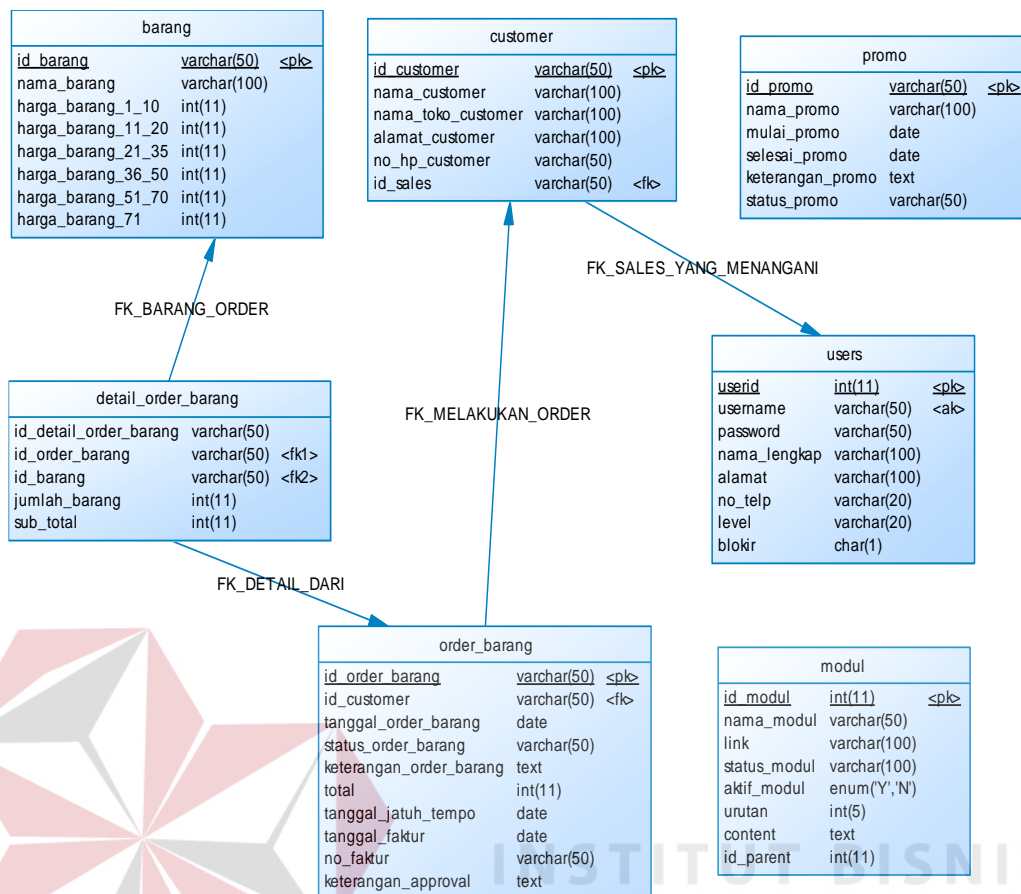 barang
id_barang varchar(50) <pk>
nama_barang varchar(100)
harga_barang_1_10 int(11)
harga_barang_11_20 int(11)
harga_barang_21_35 int(11)
harga_barang_36_50 int(11)
harga_barang_51_70 int(11)
harga_barang_71 int(11)
customer
id_customer varchar(50) <pk>
nama_customer varchar(100)
nama_toko_customer varchar(100)
alamat_customer varchar(100)
no_hp_customer varchar(50)
id_sales varchar(50) <fk>
promo
id_promo varchar(50) <pk>
nama_promo varchar(100)
mulai_promo date
selesai_promo date
keterangan_promo text
status_promo varchar(50)
FK_SALES_YANG_MENANGANI
FK_BARANG_ORDER
users
userid int(11) <pk>
username varchar(50) <ak>
password varchar(50)
nama_lengkap varchar(100)
alamat varchar(100)
no_telp varchar(20)
level varchar(20)
blokir char(1)
detail_order_barang
id_detail_order_barang varchar(50)
id_order_barang varchar(50) <fk1>
id_barang varchar(50) <fk2>
jumlah_barang int(11)
sub_total int(11)
FK_MELAKUKAN_ORDER
FK_DETAIL_DARI
order_barang
id_order_barang varchar(50) <pk>
id_customer varchar(50) <fk>
tanggal_order_barang date
status_order_barang varchar(50)
keterangan_order_barang text
total int(11)
tanggal_jatuh_tempo date
tanggal_faktur date
no_faktur varchar(50)
keterangan_approval text
modul
id_modul int(11) <pk>
nama_modul varchar(50)
link varchar(100)
status_modul varchar(100)
aktif_modul enum('Y','N')
urutan int(5)
content text
id_parent int(11)
INSTITUT BISNI